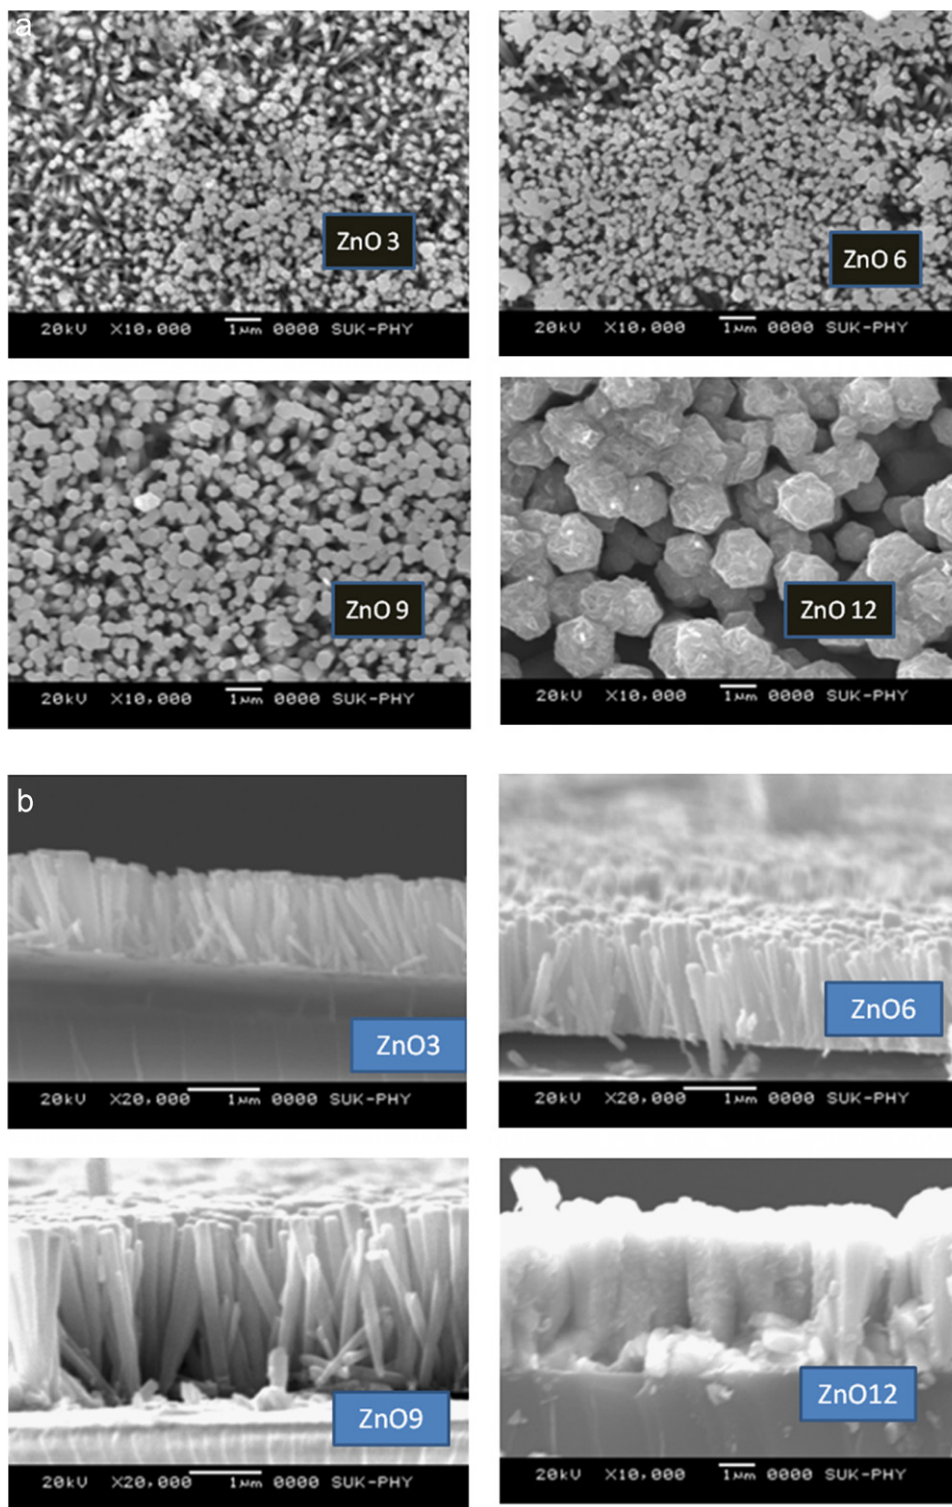 a
ZnO 3
20kV X10,000 1μm 0000 SUK-PHY
ZnO 6
20kV X10,000 1μm 0000 SUK-PHY
ZnO 9
20kV X10,000 1μm 0000 SUK-PHY
ZnO 12
20kV X10,000 1μm 0000 SUK-PHY
b
ZnO3
20kV X20,000 1μm 0000 SUK-PHY
ZnO6
20kV X20,000 1μm 0000 SUK-PHY
ZnO9
20kV X20,000 1μm 0000 SUK-PHY
ZnO12
20kV X10,000 1μm 0000 SUK-PHY